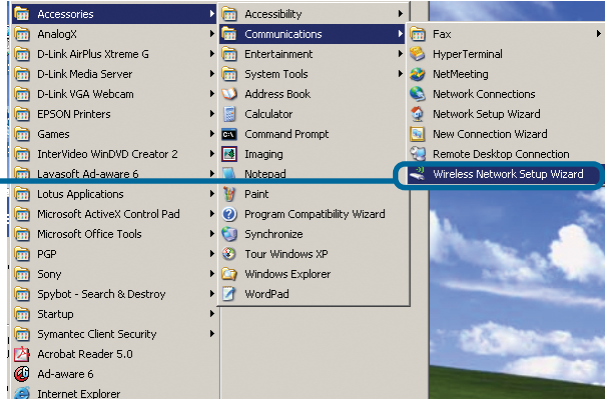 Accessories
AnalogX
D-Link AirPlus Xtreme G
D-Link Media Server
D-Link VGA Webcam
EPSON Printers
Games
InterVideo WinDVD Creator 2
Lavasoft Ad-aware 6
Lotus Applications
Microsoft ActiveX Control Pad
Microsoft Office Tools
PGP
Sony
Spybot - Search & Destroy
Startup
Symantec Client Security
Acrobat Reader 5.0
Ad-aware 6
Internet Explorer
Accessibility
Communications
Entertainment
System Tools
Address Book
Calculator
Command Prompt
Imaging
Notepad
Paint
Program Compatibility Wizard
Synchronize
Tour Windows XP
Windows Explorer
WordPad
Fax
HyperTerminal
NetMeeting
Network Connections
Network Setup Wizard
New Connection Wizard
Remote Desktop Connection
Wireless Network Setup Wizard